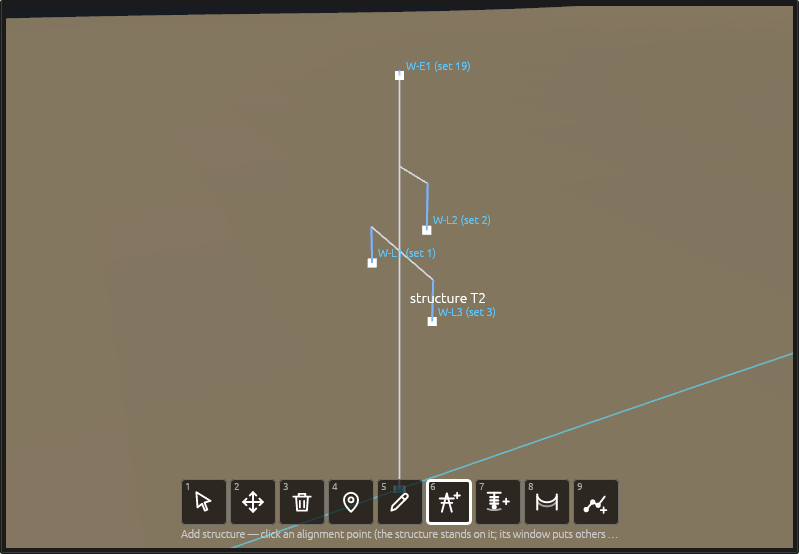 W-E1 (set 19)
W-L2 (set 2)
W-L1 (set 1)
structure T2
W-L3 (set 3)
1 2 3 4 5 6 7 8 9
Add structure — click an alignment point (the structure stands on it; its window puts others …